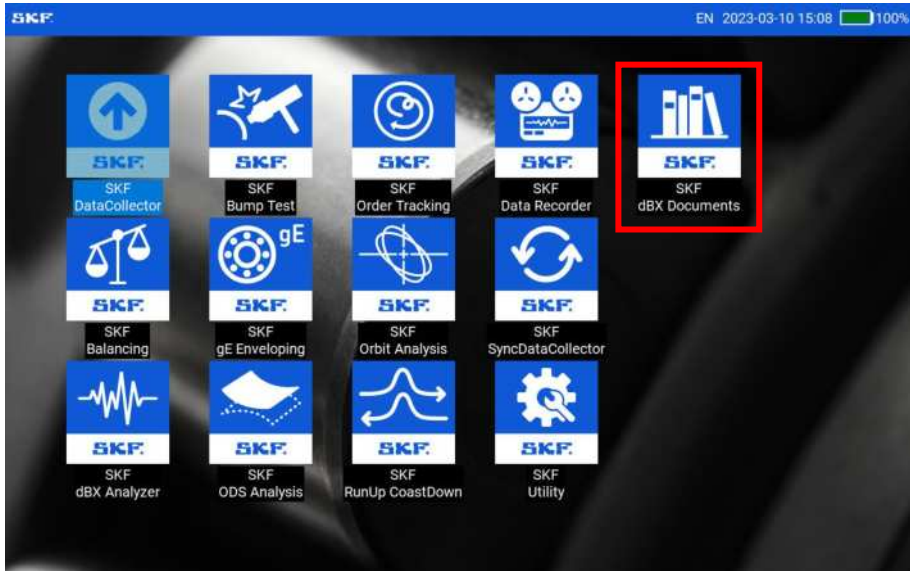 SKF.
EN 2023-03-10 15:08 100%
SKF.
SKF.
SKF.
SKF.
SKF.
SKF
DataCollector
SKF
Bump Test
SKF
Order Tracking
SKF
Data Recorder
SKF
dBX Documents
gE
SKF.
SKF.
SKF.
SKF.
SKF
Balancing
SKF
gE Enveloping
SKF
Orbit Analysis
SKF
SyncDataCollector
SKF.
SKF.
SKF.
SKF.
SKF
dBX Analyzer
SKF
ODS Analysis
SKF
RunUp CoastDown
SKF
Utility